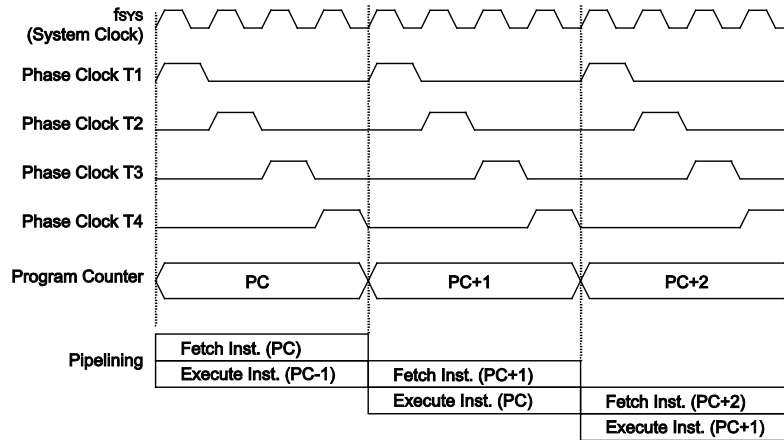 fSYS
(System Clock)
Phase Clock T1
Phase Clock T2
Phase Clock T3
Phase Clock T4
Program Counter PC PC+1 PC+2
Pipelining
Fetch Inst. (PC)
Execute Inst. (PC-1) Fetch Inst. (PC+1)
Execute Inst. (PC) Fetch Inst. (PC+2)
Execute Inst. (PC+1)